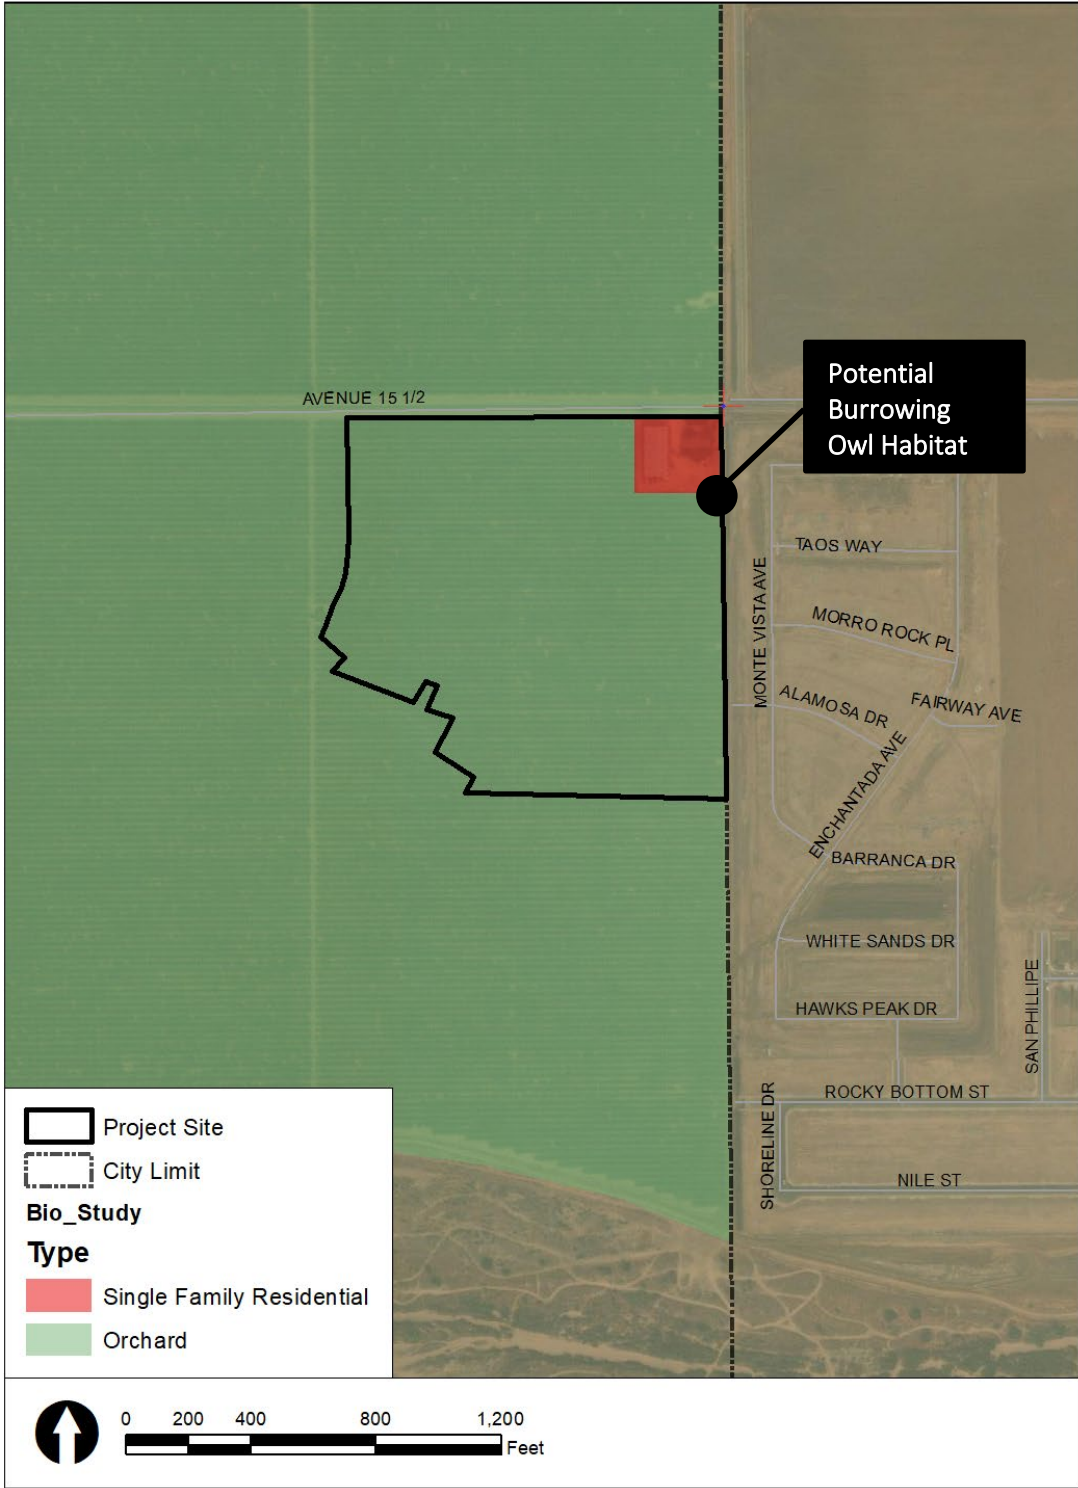 AVENUE 15 1/2
Potential
Burrowing
Owl Habitat
TAOS WAY
MONTE VISTA AVE
MORRO ROCK PL
ALAMOSA DR
FAIRWAY AVE
ENCHANTADA AVE
BARRANCA DR
WHITE SANDS DR
HAWKS PEAK DR
SAN PHILLIPE
ROCKY BOTTOM ST
SHORELINE DR
NILE ST
Project Site
City Limit
Bio_Study
Type
Single Family Residential
Orchard
0 200 400 800 1,200
Feet